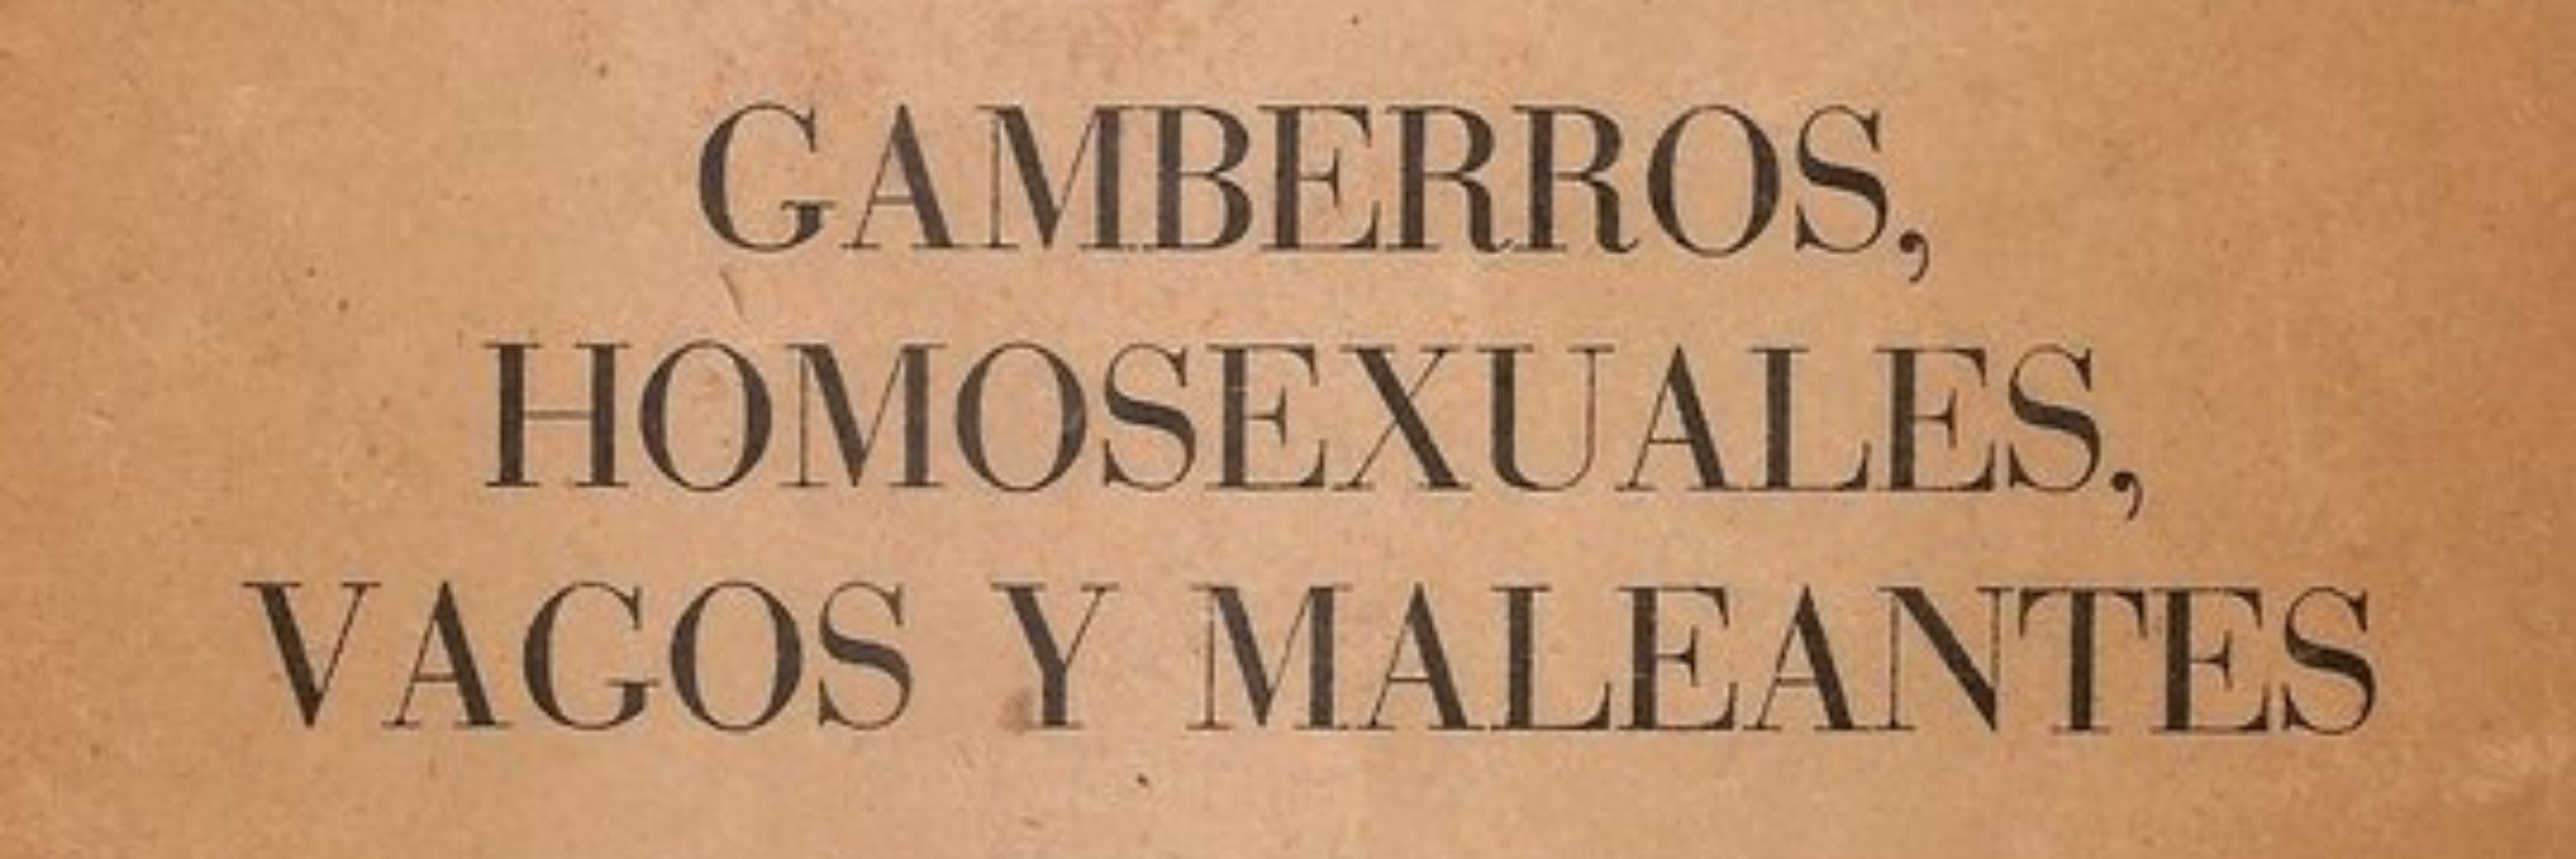 GAMBERROS,
HOMOSEXUALES,
VAGOS Y MALEANTES